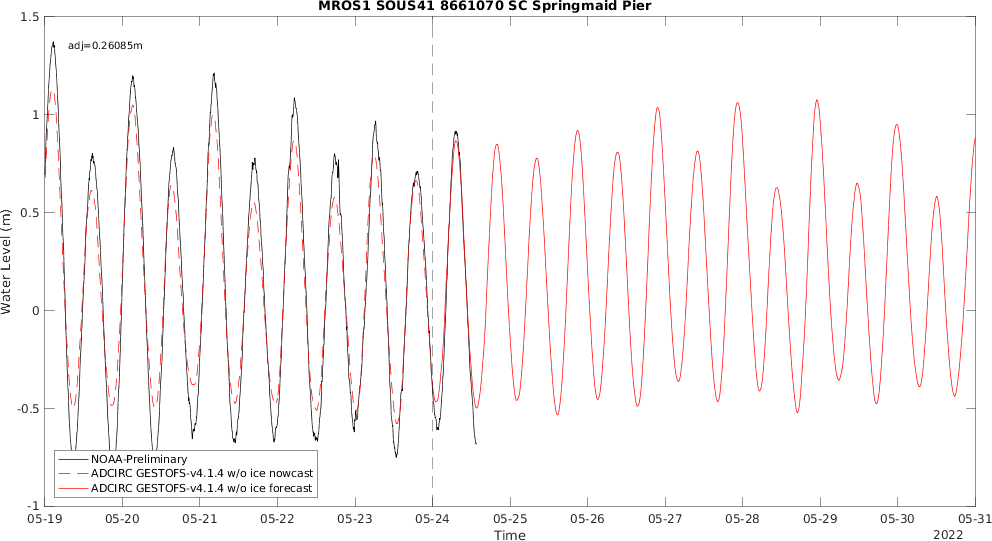 MROS1 SOUS41 8661070 SC Springmaid Pier
1.5
adj=0.26085m
1
0.5
Water Level (m)
0
-0.5
NOAA-Preliminary
ADCIRC GESTOFS-v4.1.4 w/o ice nowcast
ADCIRC GESTOFS-v4.1.4 w/o ice forecast
-1
05-19 05-20 05-21 05-22 05-23 05-24 05-25 05-26 05-27 05-28 05-29 05-30 05-31
Time
2022